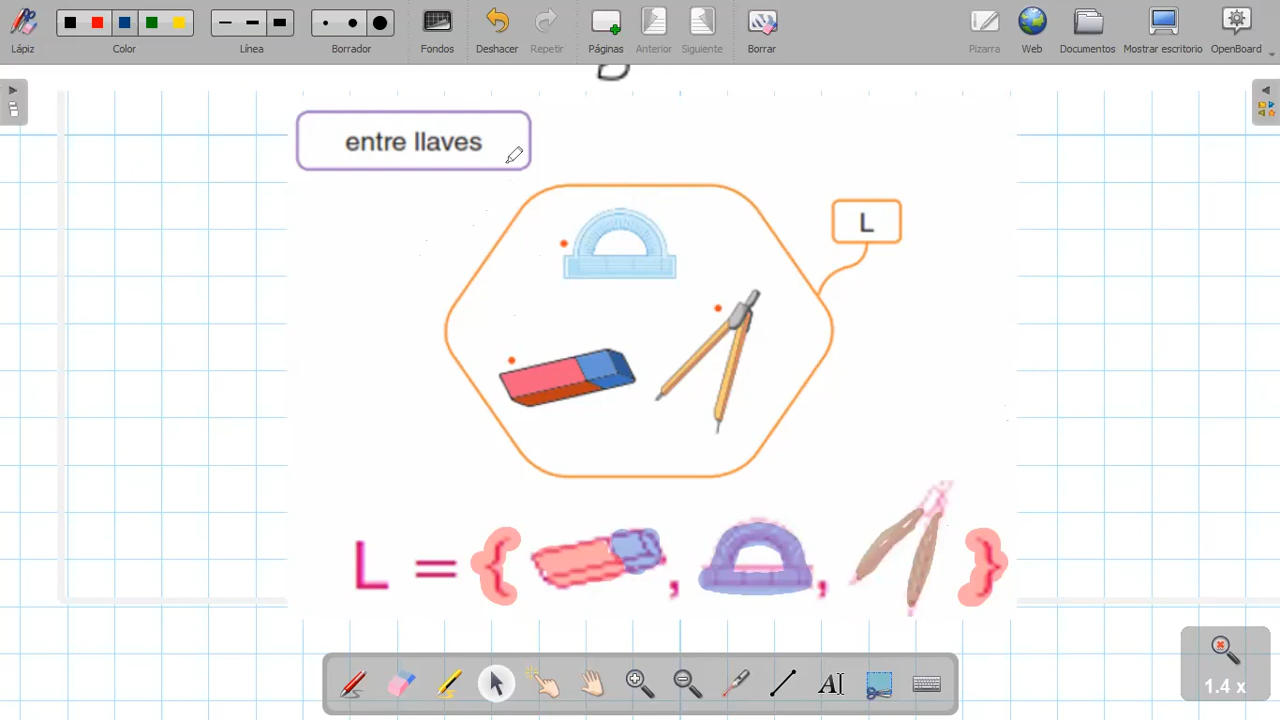 Lápiz
Color
Línea
Borrador
Fondos
Deshacer
Repetir
Páginas
Anterior
Siguiente
Borrar
Pizarra
Web
Documentos
Mostrar escritorio
OpenBoard
entre llaves
L
L = { , , }
1.4 x